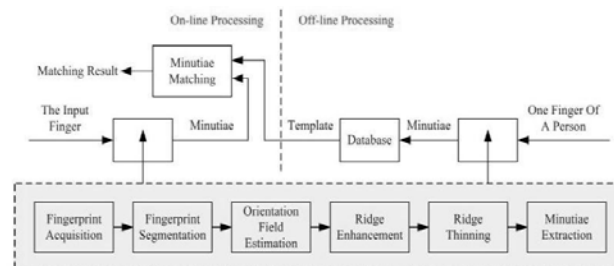 On-line Processing
Off-line Processing
Matching Result
Minutiae
Matching
The Input
Finger
Minutiae
Template
Database
Minutiae
One Finger Of
A Person
Fingerprint
Acquisition
Fingerprint
Segmentation
Orientation
Field
Estimation
Ridge
Enhancement
Ridge
Thinning
Minutiae
Extraction